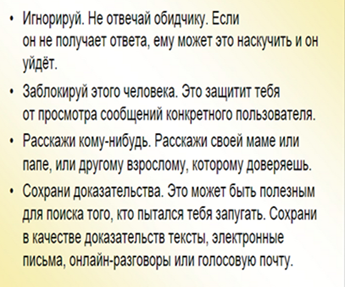 • Игнорируй. Не отвечай обидчику. Если
он не получает ответа, ему может это наскучить и он
уйдёт.
• Заблокируй этого человека. Это защитит тебя
от просмотра сообщений конкретного пользователя.
• Расскажи кому-нибудь. Расскажи своей маме или
папе, или другому взрослому, которому доверяешь.
• Сохрани доказательства. Это может быть полезным
для поиска того, кто пытался тебя запугать. Сохрани
в качестве доказательств тексты, электронные
письма, онлайн-разговоры или голосовую почту.